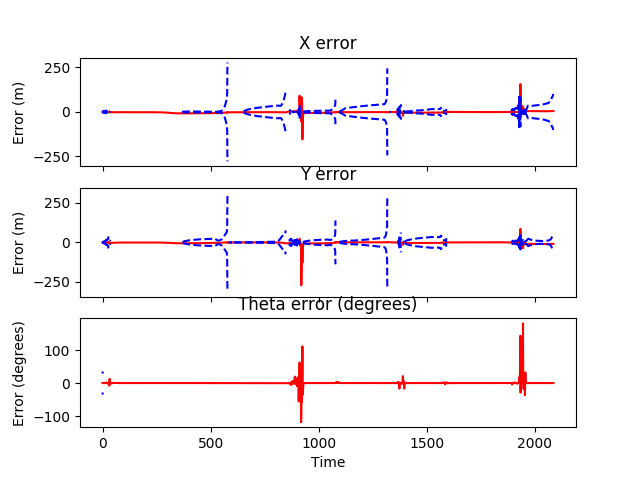 X error
Error (m)
250
0
−250
Y error
Error (m)
250
0
−250
Theta error (degrees)
Error (degrees)
100
0
−100
0
500
1000
1500
2000
Time